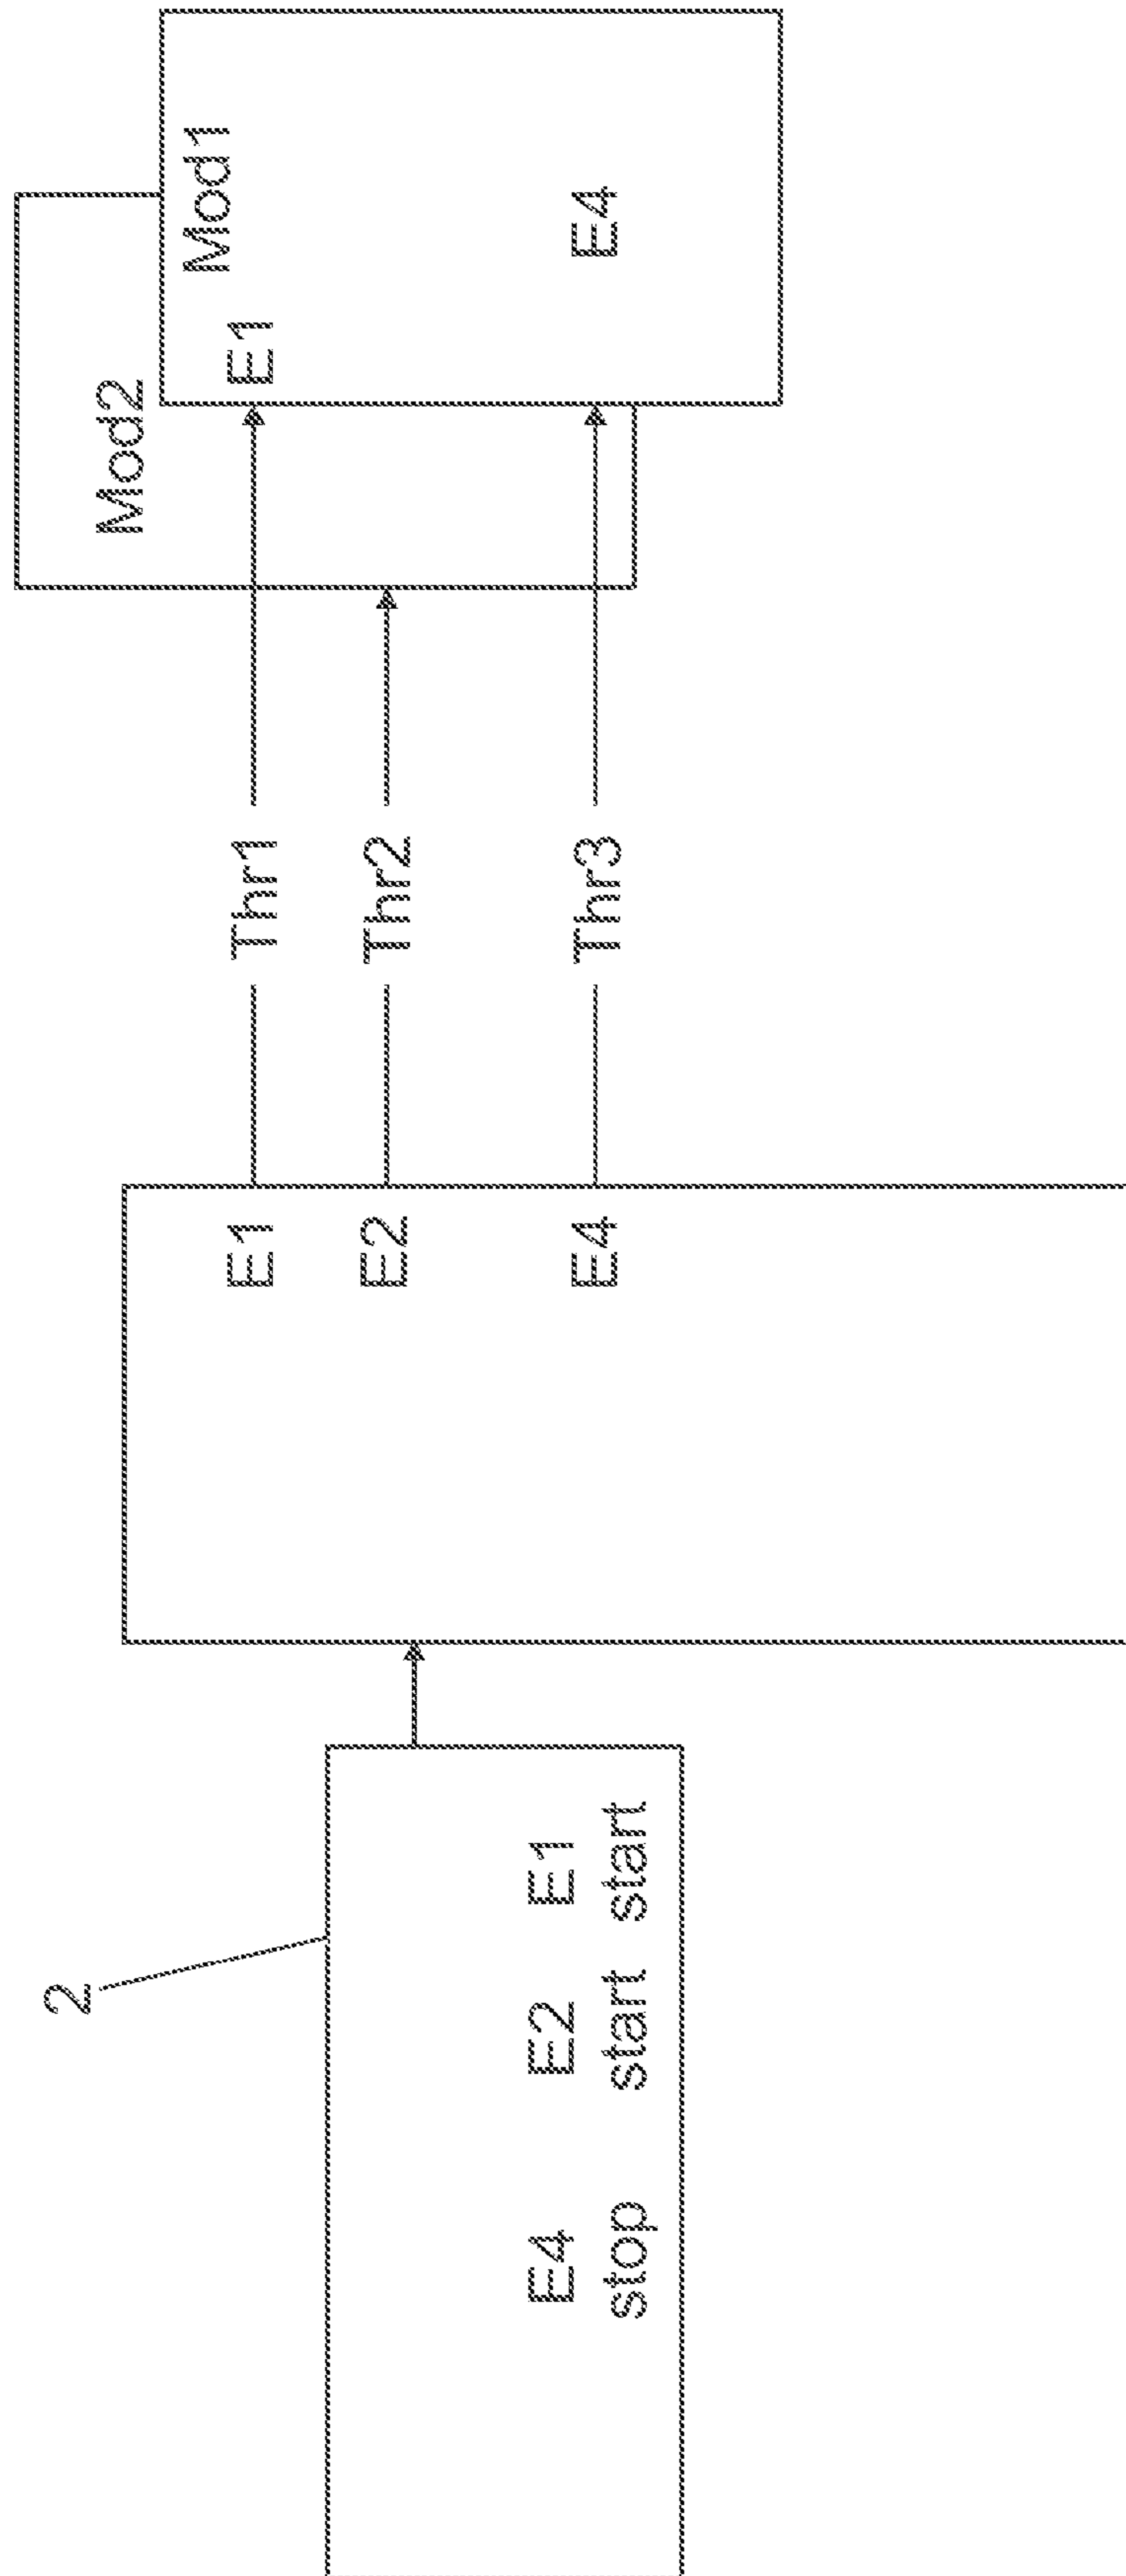 2
E4 E2 E1
stop start start
E1
E2
E4
Thr1
Thr2
Thr3
Mod2
Mod1
E1
E4